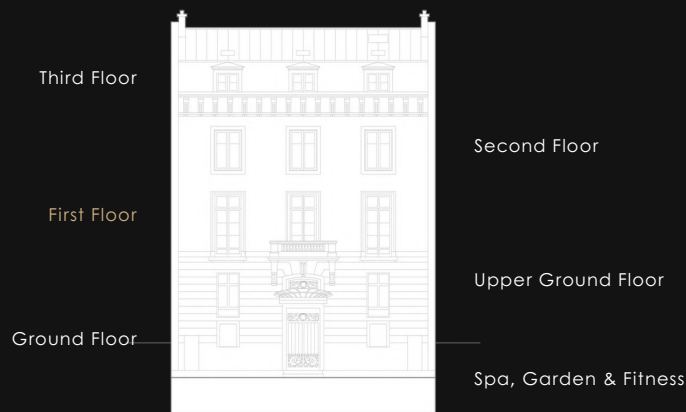 Third Floor
Second Floor
First Floor
Upper Ground Floor
Ground Floor
Spa, Garden & Fitness